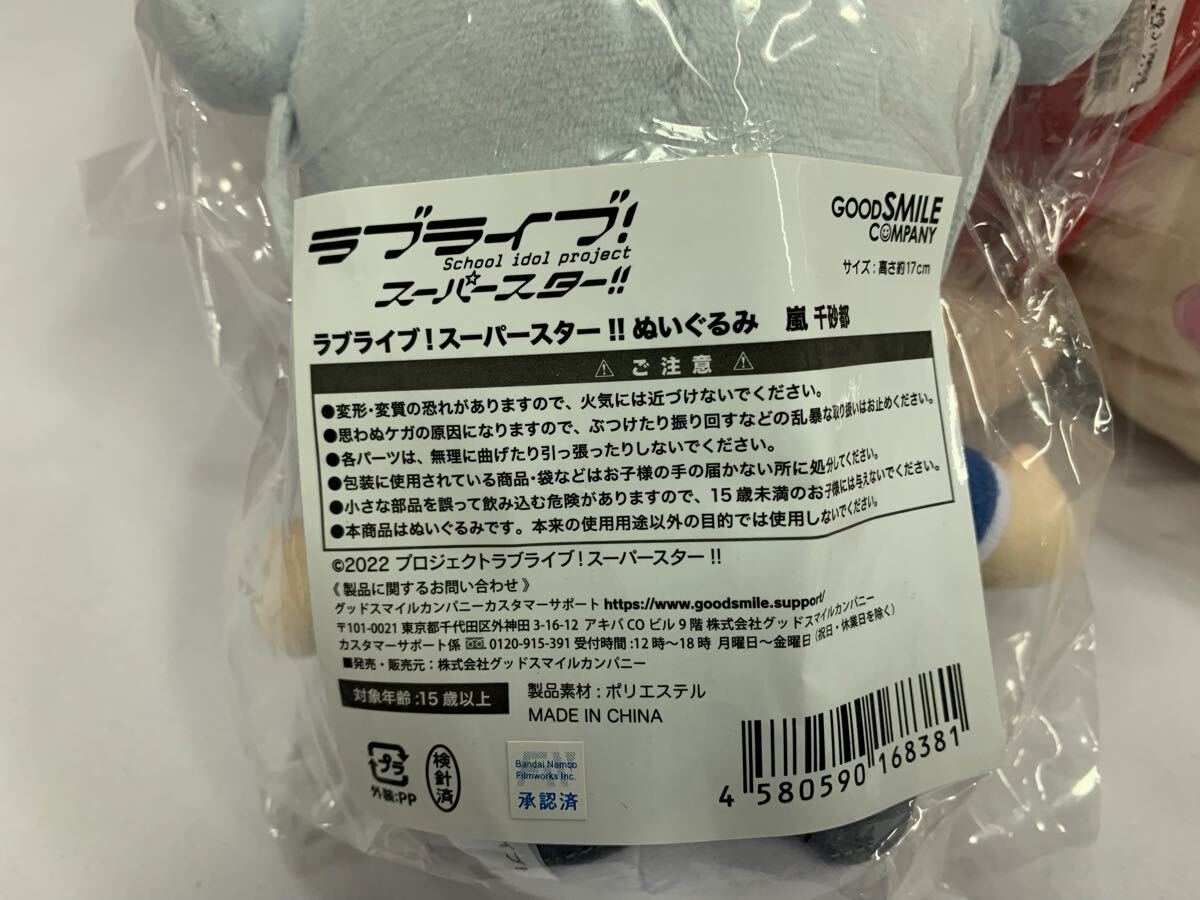 ラブライブ!
School idol project
スーパースター!!
GOODSMILE
COMPANY
サイズ:高さ約17cm
ラブライブ!スーパースター!! ぬいぐるみ 嵐 千砂都
⚠ ご注意 ⚠
●変形・変質の恐れがありますので、火気には近づけないでください。
●思わぬケガの原因になりますので、ぶつけたり振り回すなどの乱暴な取り扱いはお止めください。
●各パーツは、無理に曲げたり引っ張ったりしないでください。
●包装に使用されている商品・袋などはお子様の手の届かない所に処分してください。
●小さな部品を誤って飲み込む危険がありますので、15歳未満のお子様には与えないでください。
●本商品はぬいぐるみです。本来の使用用途以外の目的では使用しないでください。
©2022 プロジェクトラブライブ!スーパースター!!
《製品に関するお問い合わせ》
グッドスマイルカンパニーカスタマーサポート https://www.goodsmile.support/
〒101-0021 東京都千代田区外神田 3-16-12 アキバCOビル9階 株式会社グッドスマイルカンパニー
カスタマーサポート係 0120-915-391 受付時間:12時~18時 月曜日~金曜日(祝日・休業日を除く)
■発売・販売元:株式会社グッドスマイルカンパニー
対象年齢:15歳以上
製品素材:ポリエステル
MADE IN CHINA
プラ
外装:PP
検針済
Bandai Namco
Filmworks Inc.
承認済
4 580590 168381